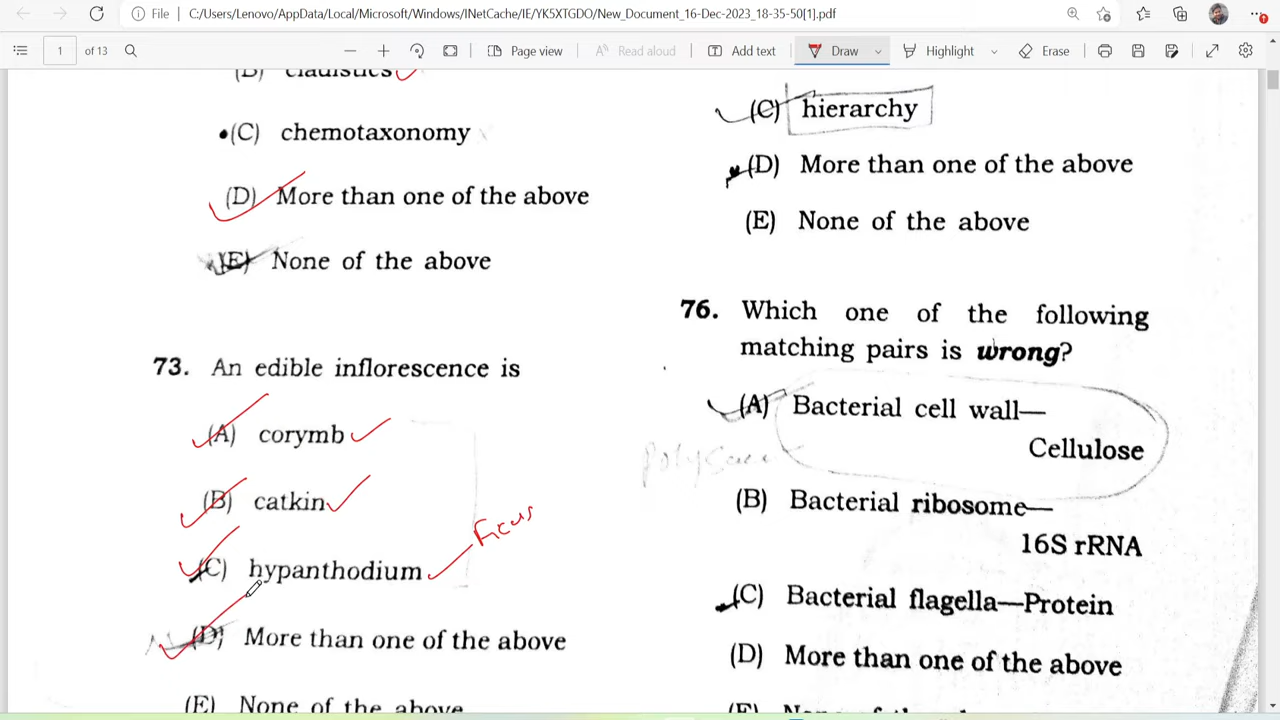 File
C:/Users/Lenovo/AppData/Local/Microsoft/Windows/INetCache/IE/YK5XTGDO/New_Document_16-Dec-2023_18-35-50[1].pdf
1 of 13
Page view
Read aloud
Add text
Draw
Highlight
Erase
(B) cladistics
(C) chemotaxonomy
(D) More than one of the above
(E) None of the above
73. An edible inflorescence is
(A) corymb
(B) catkin
(C) hypanthodium
Ficus
(D) More than one of the above
(E) None of the above
(C) hierarchy
(D) More than one of the above
(E) None of the above
76. Which one of the following
matching pairs is wrong?
(A) Bacterial cell wall—
Cellulose
(B) Bacterial ribosome—
16S rRNA
(C) Bacterial flagella—Protein
(D) More than one of the above